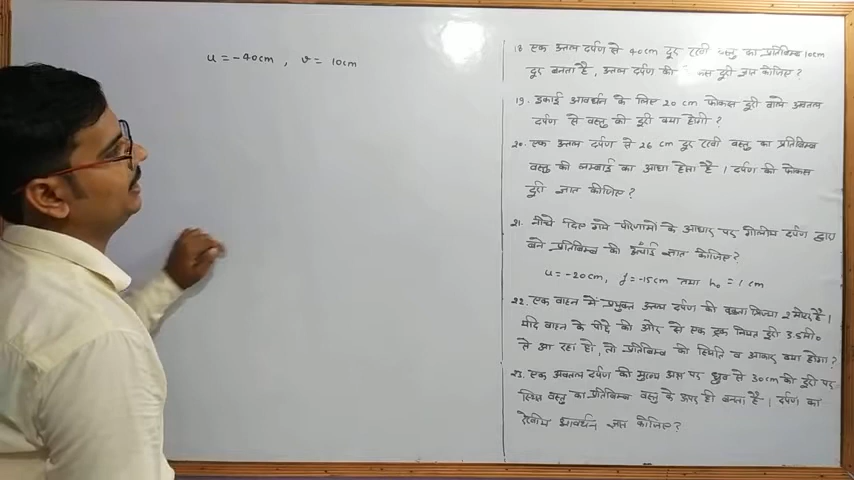 u = -40cm , v = 10cm
18. एक उत्तल दर्पण से 40cm दूर रखी वस्तु का प्रतिबिम्ब 10cm
दूर बनता है, उत्तल दर्पण की दूरी ज्ञात कीजिए ?
19. इकाई आवर्धन के लिए 20 cm फोकस दूरी वाले अवतल
दर्पण से वस्तु की दूरी क्या होगी ?
20. एक उत्तल दर्पण से 26 cm दूर रखी वस्तु का प्रतिबिम्ब
वस्तु की लम्बाई का आधा होता है । दर्पण की फोकस
दूरी ज्ञात कीजिए ?
21. नीचे दिए गये परिणामों के आधार पर गोलीय दर्पण द्वारा
बने प्रतिबिम्ब की ऊंचाई ज्ञात कीजिए ?
u = -20cm, f = -15cm तथा h₀ = 1 cm
22. एक वाहन में प्रयुक्त उत्तल दर्पण की वक्रता त्रिज्या 2 मीटर है ।
यदि वाहन के पीछे की ओर से एक ट्रक नियत दूरी 3.5मी०
से आ रहा हो, तो प्रतिबिम्ब की स्थिति व आकार क्या होगा ?
23. एक अवतल दर्पण की मुख्य अक्ष पर ध्रुव से 30cm की दूरी पर
स्थित वस्तु का प्रतिबिम्ब वस्तु के ऊपर ही बनता है । दर्पण का
रेखीय आवर्धन ज्ञात कीजिए ?